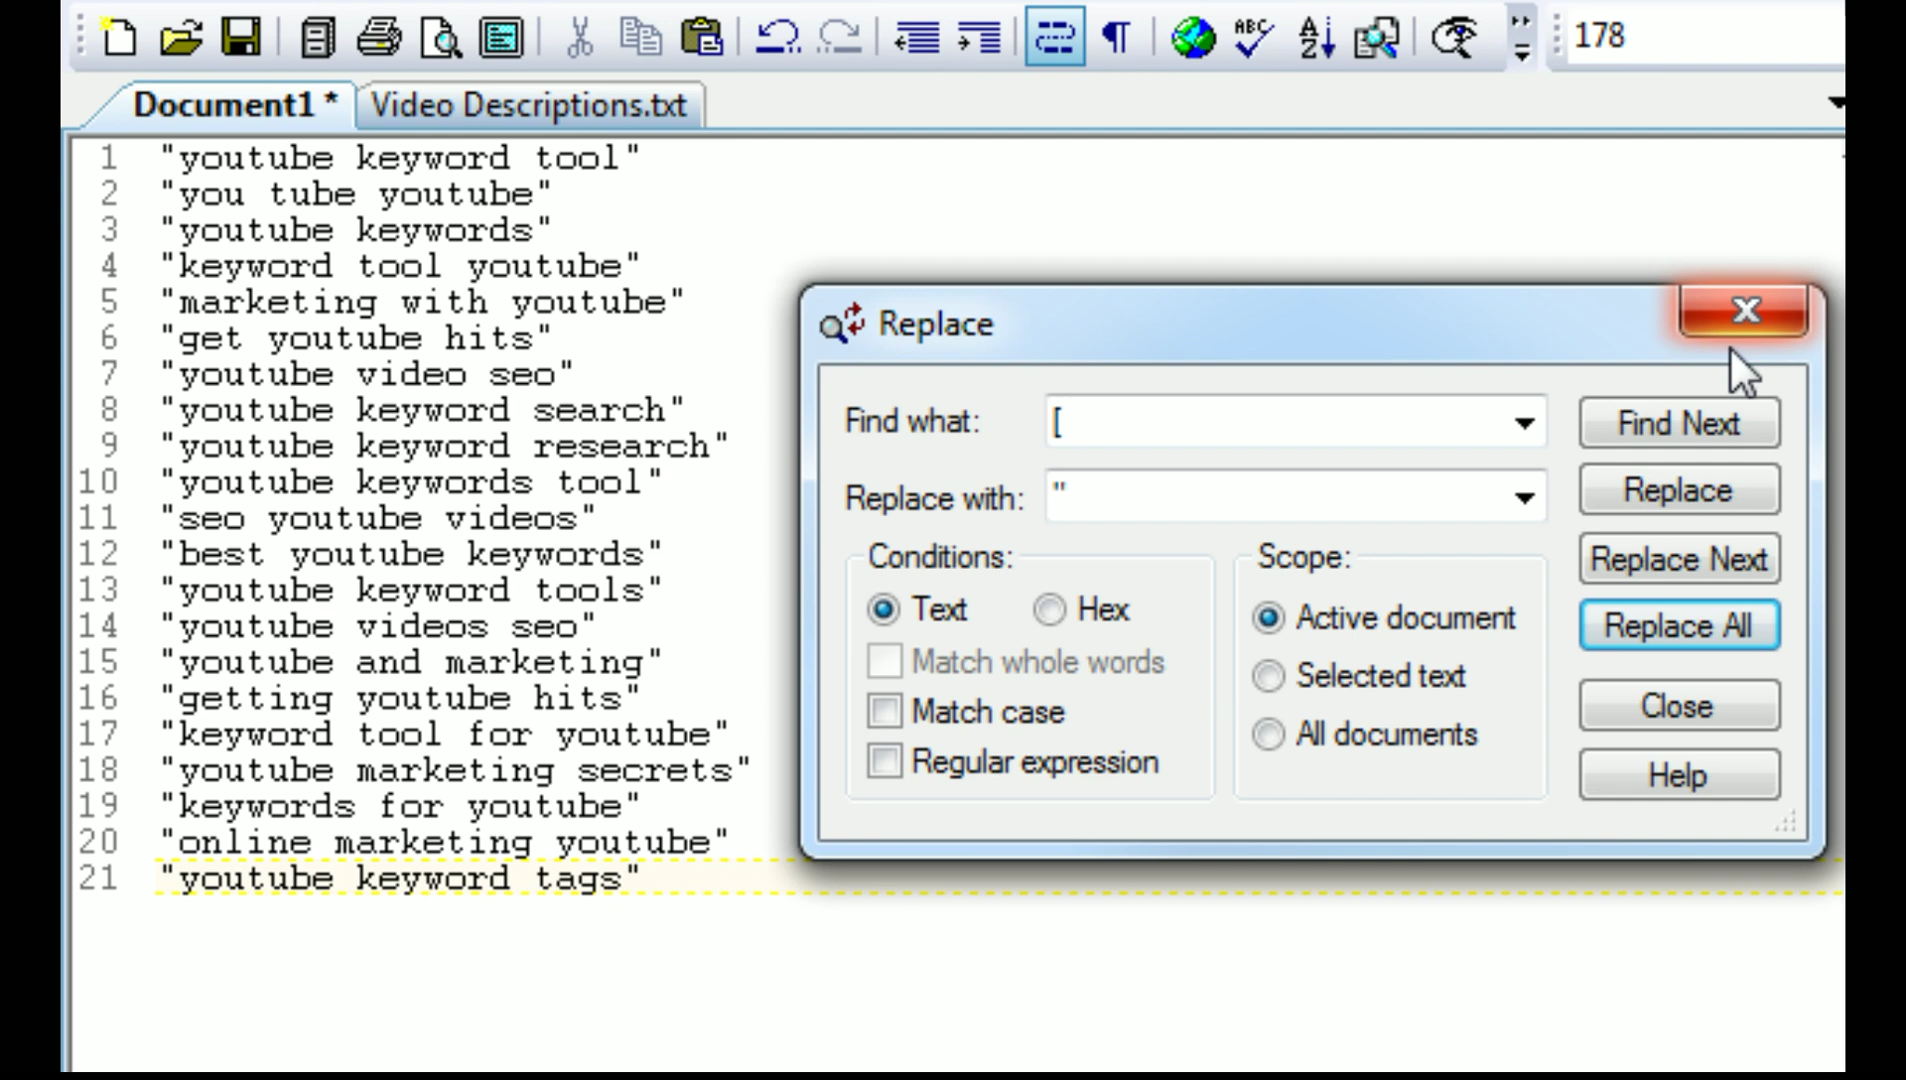 178
Document1 * Video Descriptions.txt
1 "youtube keyword tool"
2 "you tube youtube"
3 "youtube keywords"
4 "keyword tool youtube"
5 "marketing with youtube"
6 "get youtube hits"
7 "youtube video seo"
8 "youtube keyword search"
9 "youtube keyword research"
10 "youtube keywords tool"
11 "seo youtube videos"
12 "best youtube keywords"
13 "youtube keyword tools"
14 "youtube videos seo"
15 "youtube and marketing"
16 "getting youtube hits"
17 "keyword tool for youtube"
18 "youtube marketing secrets"
19 "keywords for youtube"
20 "online marketing youtube"
21 "youtube keyword tags"
Replace
Find what: [
Replace with: "
Conditions:
Text Hex
Match whole words
Match case
Regular expression
Scope:
Active document
Selected text
All documents
Find Next
Replace
Replace Next
Replace All
Close
Help